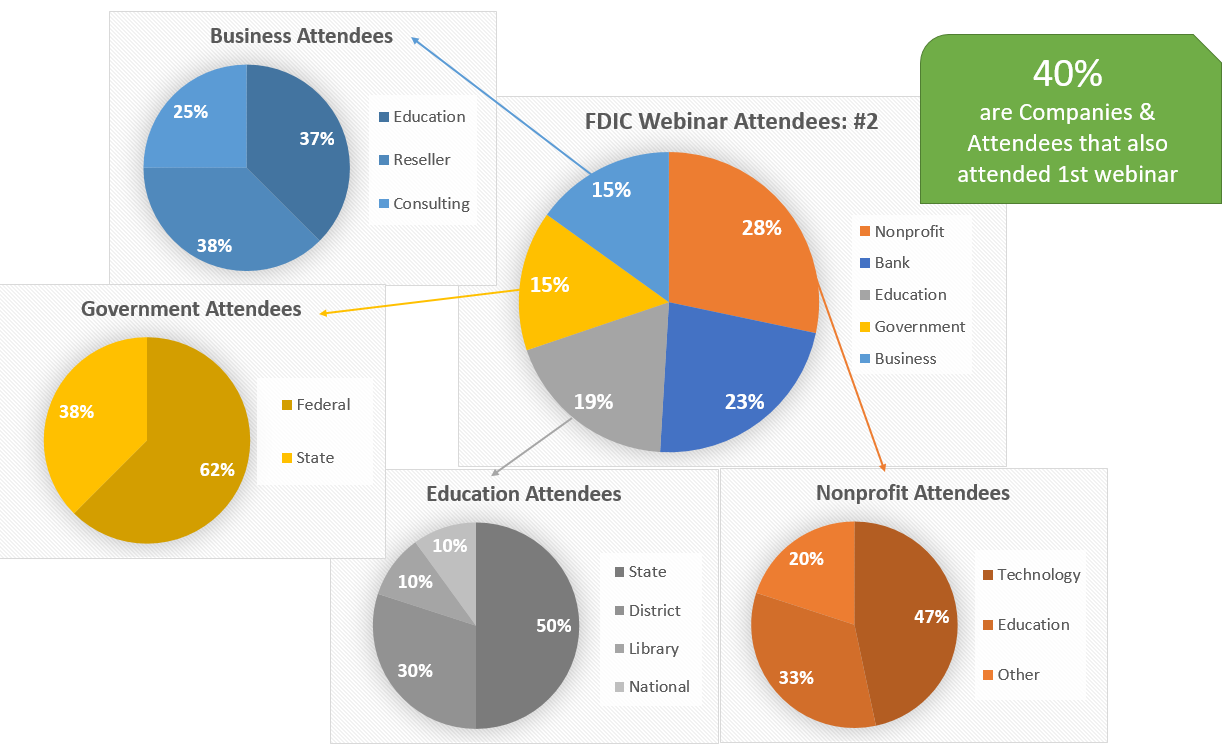 Business Attendees
25%
37%
38%
Education
Reseller
Consulting
FDIC Webinar Attendees: #2
15%
28%
15%
19%
23%
Nonprofit
Bank
Education
Government
Business
40%
are Companies &
Attendees that also
attended 1st webinar
Government Attendees
38%
62%
Federal
State
Education Attendees
10%
10%
50%
30%
State
District
Library
National
Nonprofit Attendees
20%
47%
33%
Technology
Education
Other